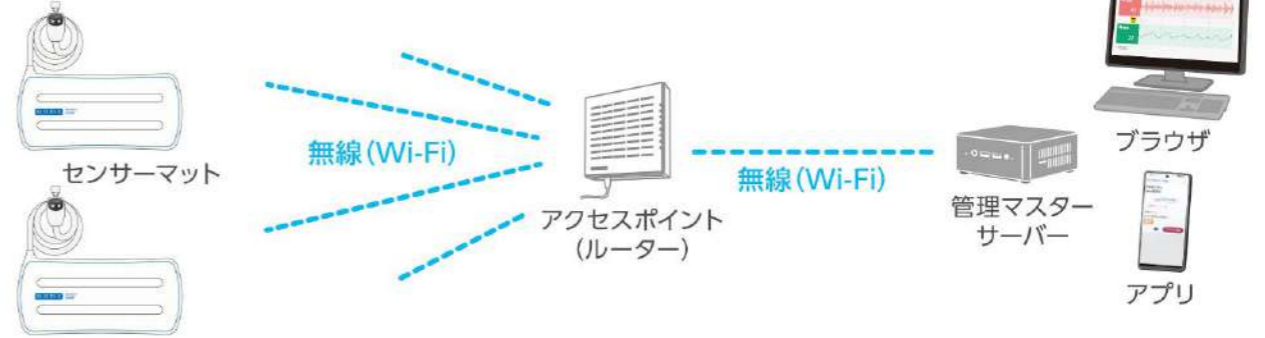 センサーマット
無線(Wi-Fi)
アクセスポイント
(ルーター)
無線(Wi-Fi)
管理マスター
サーバー
ブラウザ
アプリ